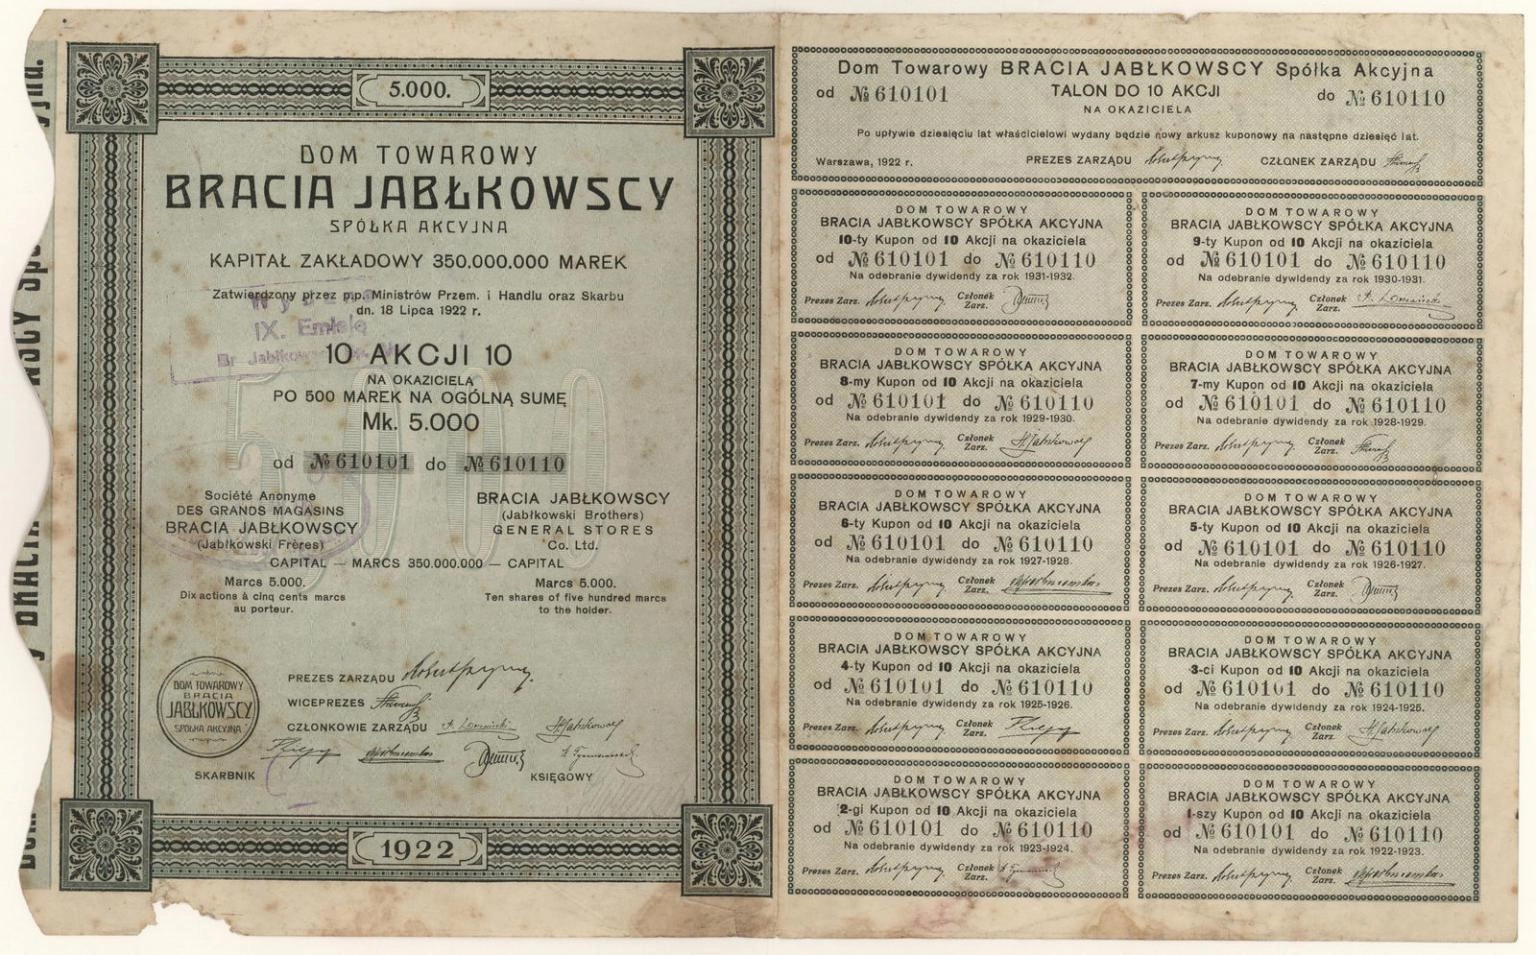 5.000.
DOM TOWAROWY
BRACIA JABŁKOWSCY
SPÓŁKA AKCYJNA
KAPITAŁ ZAKŁADOWY 350.000.000 MAREK
Zatwierdzony przez p.p. Ministrów Przem. i Handlu oraz Skarbu
dn. 18 Lipca 1922 r.
IX. Emisję
10 AKCJI 10
NA OKAZICIELA
PO 500 MAREK NA OGÓLNĄ SUMĘ
Mk. 5.000
5000
od № 610101 do № 610110
Société Anonyme
DES GRANDS MAGASINS
BRACIA JABŁKOWSCY
(Jabłkowski Frères)
BRACIA JABŁKOWSCY
(Jabłkowski Brothers)
GENERAL STORES
Co. Ltd.
CAPITAL — MARCS 350.000.000 — CAPITAL
Marcs 5.000.
Dix actions à cinq cents marcs
au porteur.
Marcs 5.000.
Ten shares of five hundred marcs
to the holder.
DOM TOWAROWY
BRACIA
JABŁKOWSCY
SPÓŁKA AKCYJNA
PREZES ZARZĄDU
WICEPREZES
CZŁONKOWIE ZARZĄDU
SKARBNIK
KSIĘGOWY
1922
Dom Towarowy BRACIA JABŁKOWSCY Spółka Akcyjna
od № 610101 TALON DO 10 AKCJI do № 610110
NA OKAZICIELA
Po upływie dziesięciu lat właścicielowi wydany będzie nowy arkusz kuponowy na następne dziesięć lat.
Warszawa, 1922 r. PREZES ZARZĄDU CZŁONEK ZARZĄDU
DOM TOWAROWY
BRACIA JABŁKOWSCY SPÓŁKA AKCYJNA
10-ty Kupon od 10 Akcji na okaziciela
od № 610101 do № 610110
Na odebranie dywidendy za rok 1931-1932.
Prezes Zarz. Członek Zarz.
DOM TOWAROWY
BRACIA JABŁKOWSCY SPÓŁKA AKCYJNA
9-ty Kupon od 10 Akcji na okaziciela
od № 610101 do № 610110
Na odebranie dywidendy za rok 1930-1931.
Prezes Zarz. Członek Zarz.
DOM TOWAROWY
BRACIA JABŁKOWSCY SPÓŁKA AKCYJNA
8-my Kupon od 10 Akcji na okaziciela
od № 610101 do № 610110
Na odebranie dywidendy za rok 1929-1930.
Prezes Zarz. Członek Zarz.
DOM TOWAROWY
BRACIA JABŁKOWSCY SPÓŁKA AKCYJNA
7-my Kupon od 10 Akcji na okaziciela
od № 610101 do № 610110
Na odebranie dywidendy za rok 1928-1929.
Prezes Zarz. Członek Zarz.
DOM TOWAROWY
BRACIA JABŁKOWSCY SPÓŁKA AKCYJNA
6-ty Kupon od 10 Akcji na okaziciela
od № 610101 do № 610110
Na odebranie dywidendy za rok 1927-1928.
Prezes Zarz. Członek Zarz.
DOM TOWAROWY
BRACIA JABŁKOWSCY SPÓŁKA AKCYJNA
5-ty Kupon od 10 Akcji na okaziciela
od № 610101 do № 610110
Na odebranie dywidendy za rok 1926-1927.
Prezes Zarz. Członek Zarz.
DOM TOWAROWY
BRACIA JABŁKOWSCY SPÓŁKA AKCYJNA
4-ty Kupon od 10 Akcji na okaziciela
od № 610101 do № 610110
Na odebranie dywidendy za rok 1925-1926.
Prezes Zarz. Członek Zarz.
DOM TOWAROWY
BRACIA JABŁKOWSCY SPÓŁKA AKCYJNA
3-ci Kupon od 10 Akcji na okaziciela
od № 610101 do № 610110
Na odebranie dywidendy za rok 1924-1925.
Prezes Zarz. Członek Zarz.
DOM TOWAROWY
BRACIA JABŁKOWSCY SPÓŁKA AKCYJNA
2-gi Kupon od 10 Akcji na okaziciela
od № 610101 do № 610110
Na odebranie dywidendy za rok 1923-1924.
Prezes Zarz. Członek Zarz.
DOM TOWAROWY
BRACIA JABŁKOWSCY SPÓŁKA AKCYJNA
1-szy Kupon od 10 Akcji na okaziciela
od № 610101 do № 610110
Na odebranie dywidendy za rok 1922-1923.
Prezes Zarz. Członek Zarz.